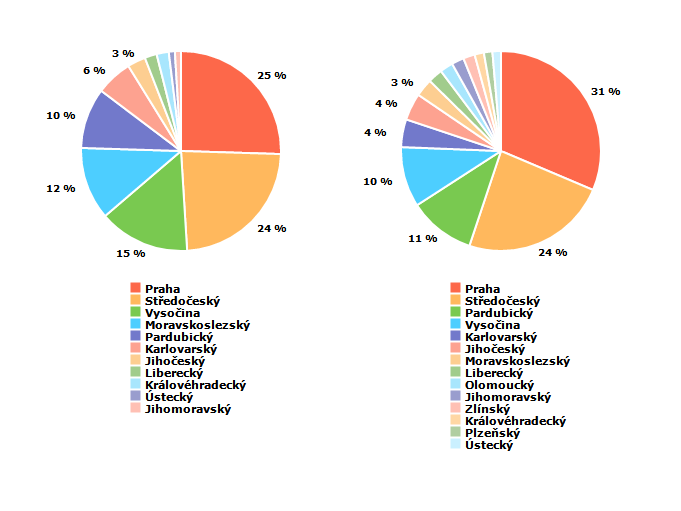 25 %
24 %
15 %
12 %
10 %
6 %
3 %
Praha
Středočeský
Vysočina
Moravskoslezský
Pardubický
Karlovarský
Jihočeský
Liberecký
Královéhradecký
Ústecký
Jihomoravský
31 %
24 %
11 %
10 %
4 %
4 %
3 %
Praha
Středočeský
Pardubický
Vysočina
Karlovarský
Jihočeský
Moravskoslezský
Liberecký
Olomoucký
Jihomoravský
Zlínský
Královéhradecký
Plzeňský
Ústecký